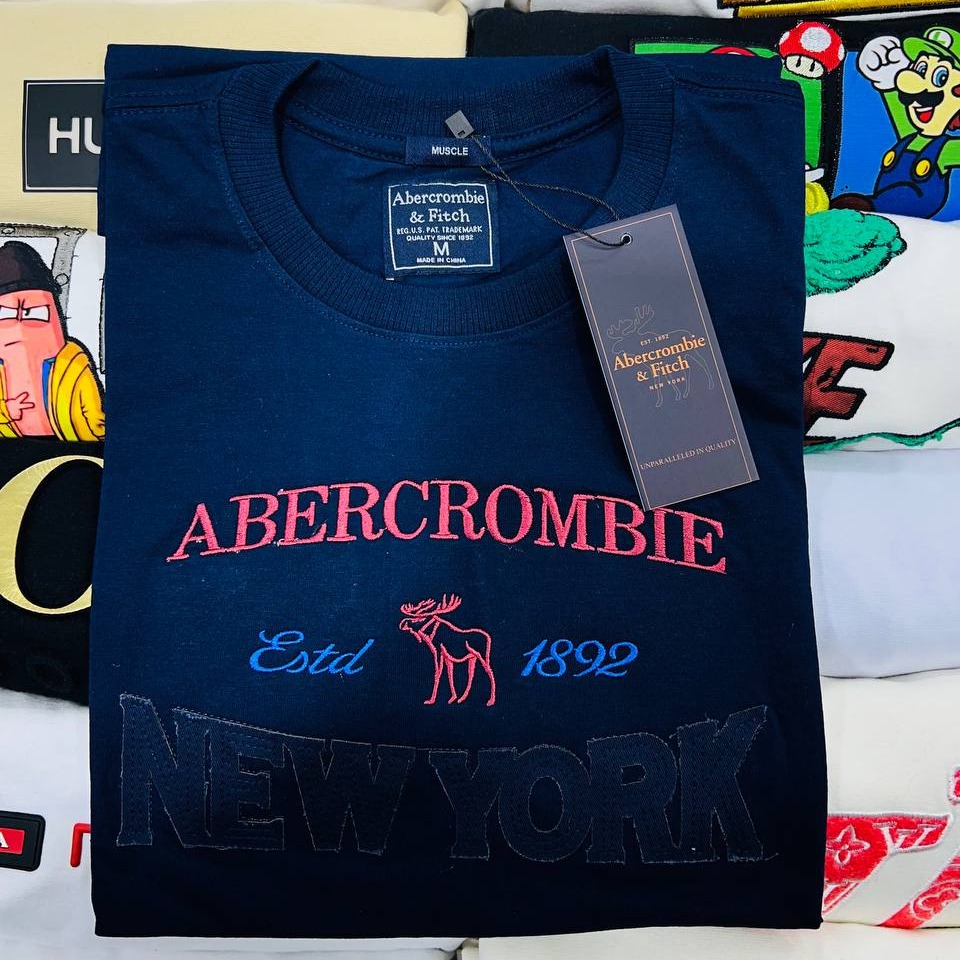 HU
MUSCLE
Abercrombie
& Fitch
REG.U.S. PAT. TRADEMARK
QUALITY SINCE 1892
M
MADE IN CHINA
EST. 1892
Abercrombie
& Fitch
NEW YORK
UNPARALLELED IN QUALITY
ABERCROMBIE
Estd 1892
NEW YORK